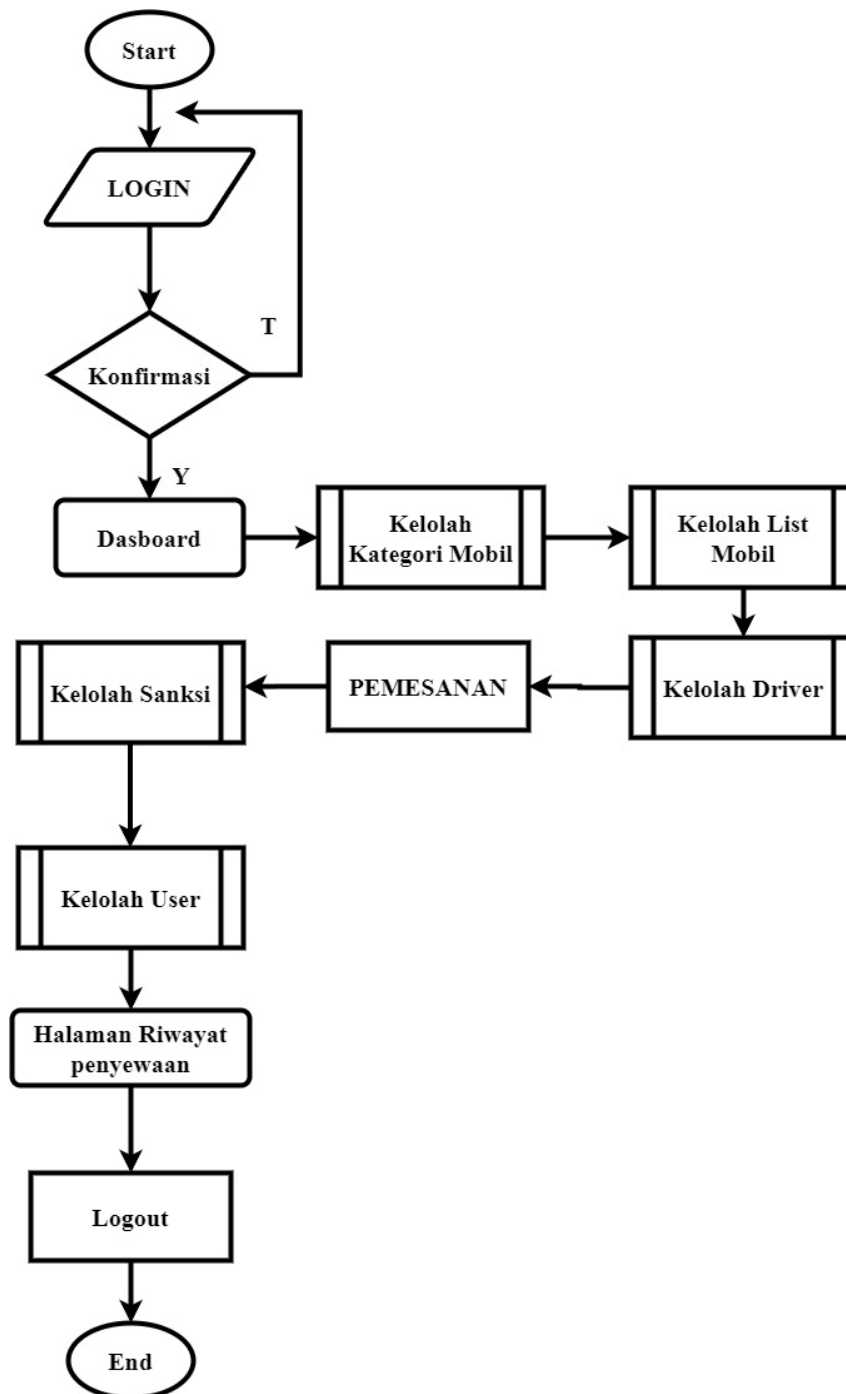 Start
LOGIN
T
Konfirmasi
Y
Dasboard
Kelolah
Kategori Mobil
Kelolah List
Mobil
Kelolah Driver
PEMESANAN
Kelolah Sanksi
Kelolah User
Halaman Riwayat
penyewaan
Logout
End